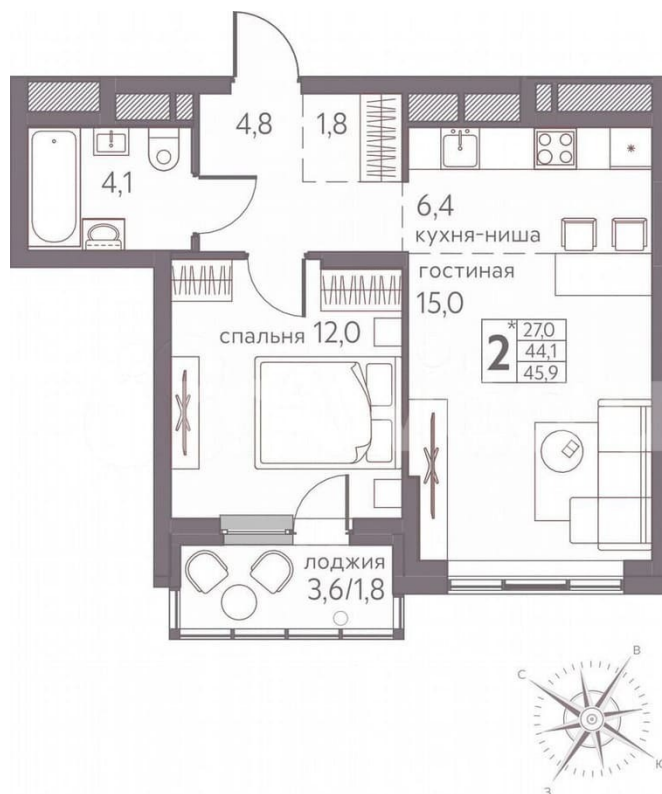 4,8
1,8
4,1
6,4
кухня-ниша
гостиная
15,0
спальня 12,0
2* 27,0
44,1
45,9
лоджия
3,6/1,8
В
С
Ю
З